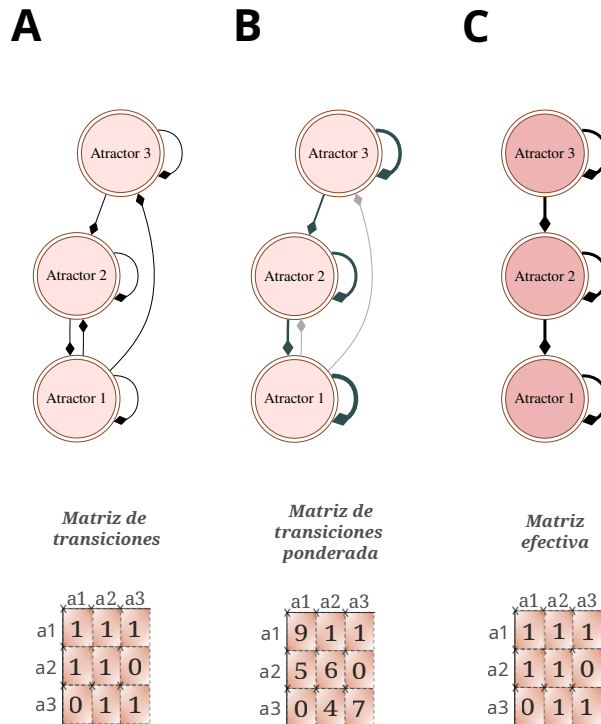 A B C
Atractor 3 Atractor 3 Atractor 3
Atractor 2 Atractor 2 Atractor 2
Atractor 1 Atractor 1 Atractor 1
Matriz de
transiciones
Matriz de
transiciones
ponderada
Matriz
efectiva
a1 a2 a3
a1 1 1 1
a2 1 1 0
a3 0 1 1
a1 a2 a3
a1 9 1 1
a2 5 6 0
a3 0 4 7
a1 a2 a3
a1 1 1 1
a2 1 1 0
a3 0 1 1